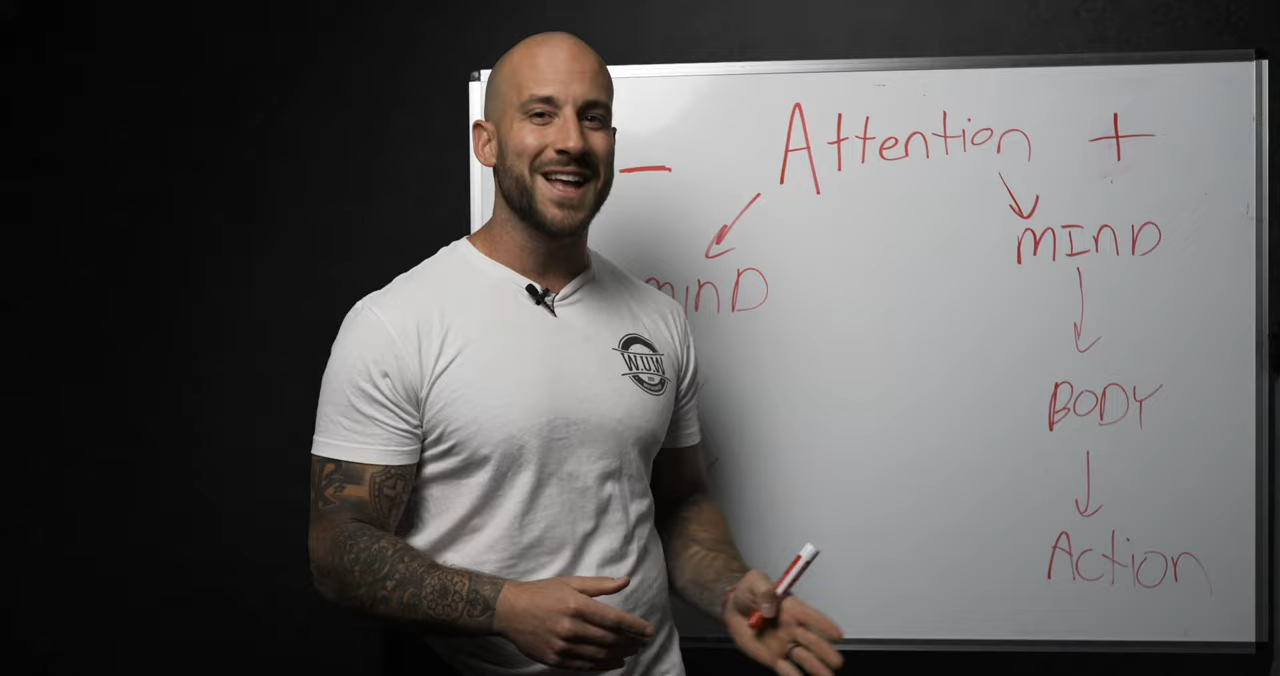 - Attention +
MIND
minD
W.U.W
BODY
Action